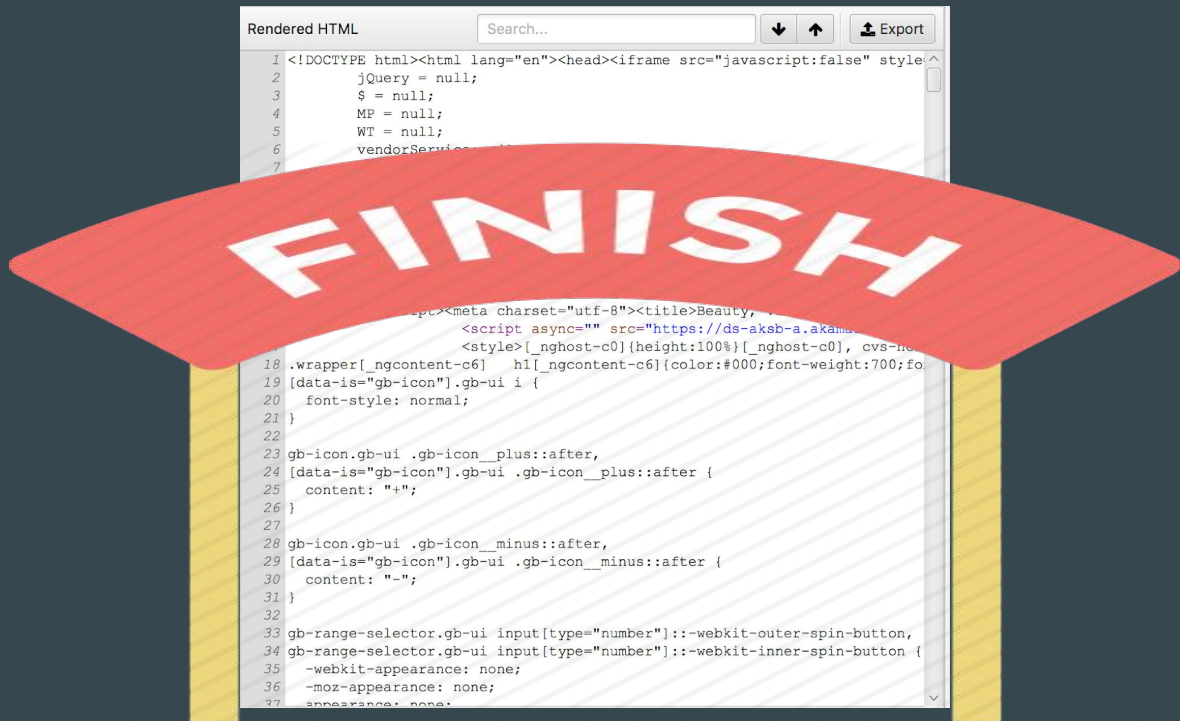 Rendered HTML Search... Export
1 <!DOCTYPE html><html lang="en"><head><iframe src="javascript:false" style
2 jQuery = null;
3 $ = null;
4 MP = null;
5 WT = null;
6
7
FINISH
<meta charset="utf-8"><title>Beauty,
<script async="" src="https://ds-aksb-a.akama
<style>[_nghost-c0]{height:100%}[_nghost-c0],
18 .wrapper[_ngcontent-c6] h1[_ngcontent-c6]{color:#000;font-weight:700;fo
19 [data-is="gb-icon"].gb-ui i {
20 font-style: normal;
21 }
22
23 gb-icon.gb-ui .gb-icon__plus::after,
24 [data-is="gb-icon"].gb-ui .gb-icon__plus::after {
25 content: "+";
26 }
27
28 gb-icon.gb-ui .gb-icon__minus::after,
29 [data-is="gb-icon"].gb-ui .gb-icon__minus::after {
30 content: "-";
31 }
32
33 gb-range-selector.gb-ui input[type="number"]::-webkit-outer-spin-button,
34 gb-range-selector.gb-ui input[type="number"]::-webkit-inner-spin-button {
35 -webkit-appearance: none;
36 -moz-appearance: none;
37 appearance: none;